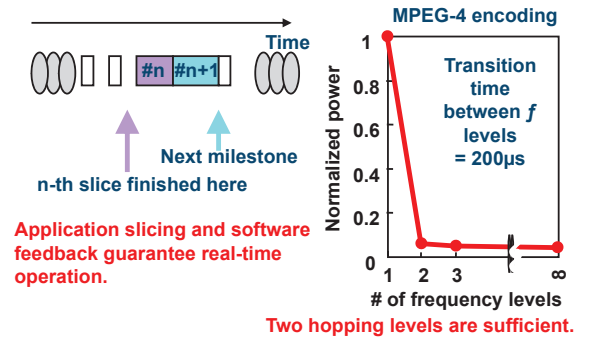 Time
#n
#n+1
Next milestone
n-th slice finished here
Application slicing and software
feedback guarantee real-time
operation.
MPEG-4 encoding
Normalized power
1
0.8
0.6
0.4
0.2
0
Transition
time
between f
levels
= 200µs
1
2
3
∞
# of frequency levels
Two hopping levels are sufficient.